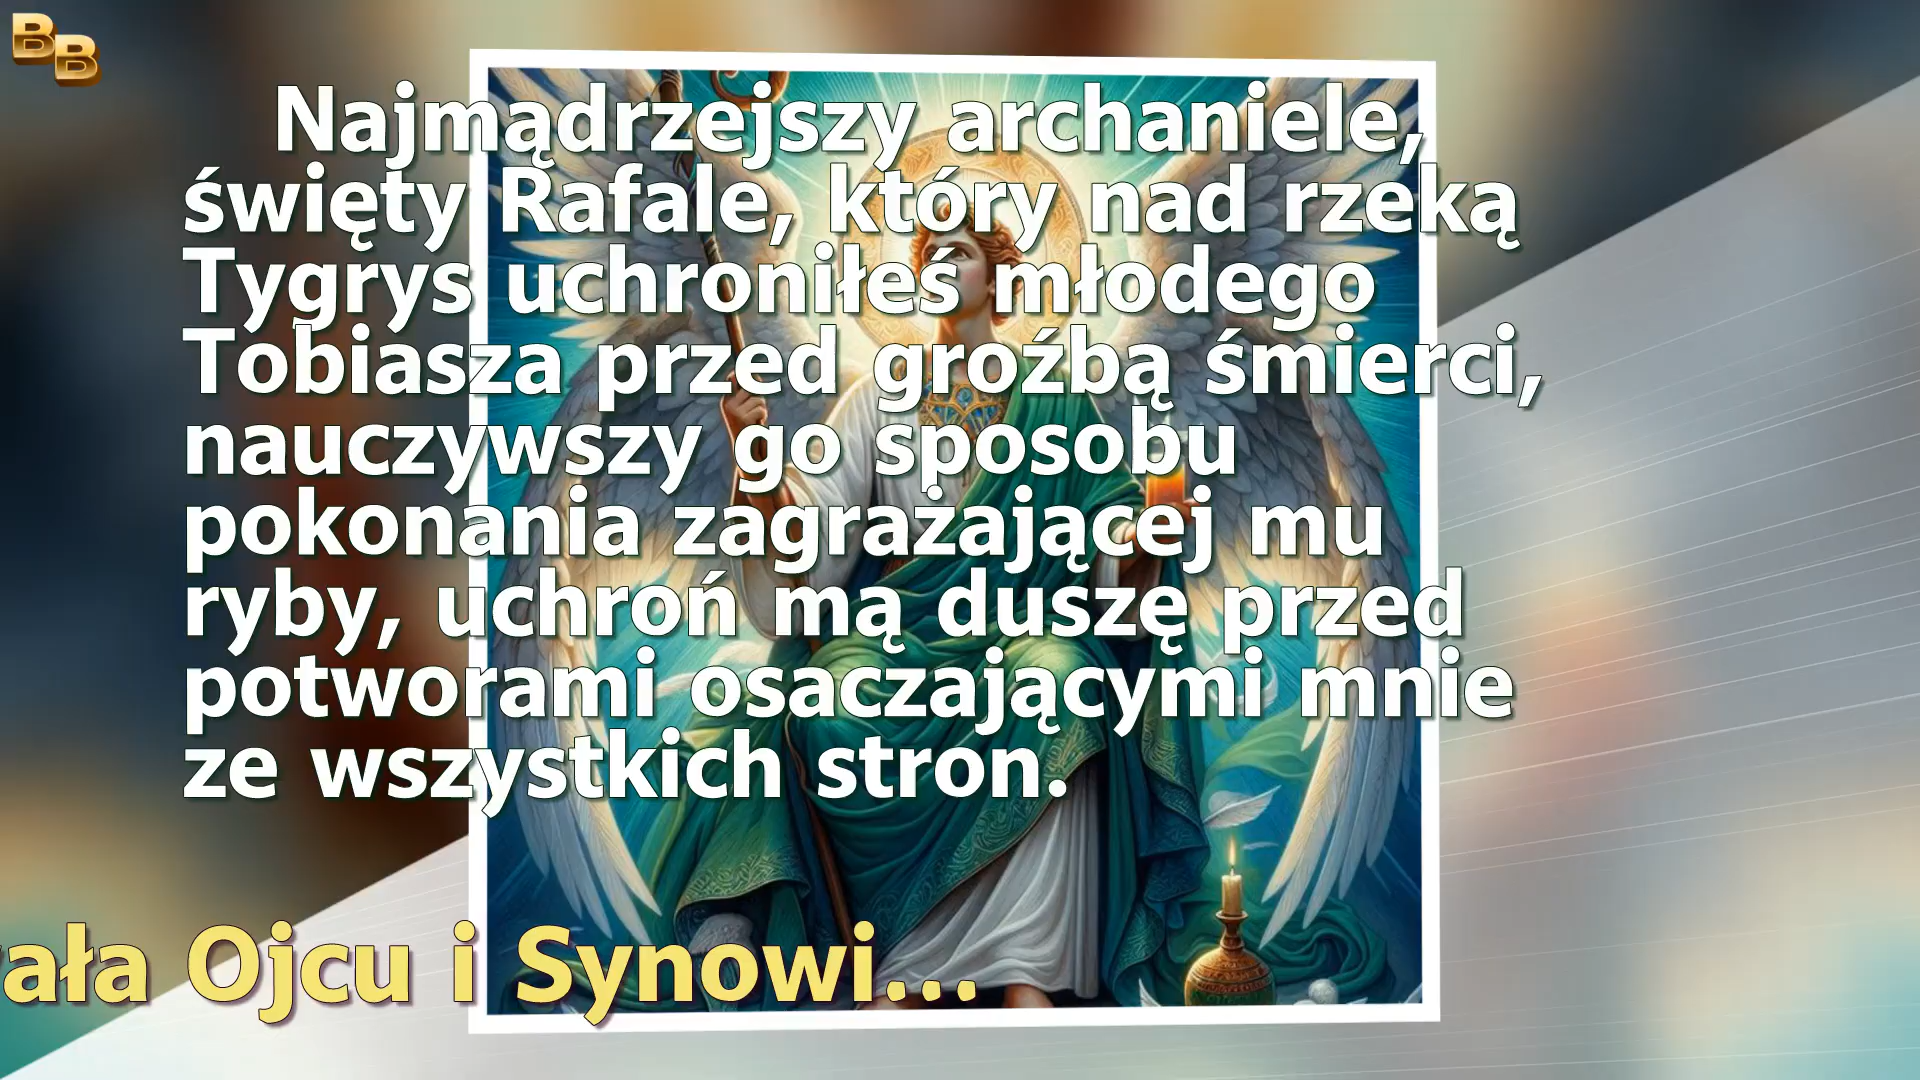 BB
Najmądrzejszy archaniele,
święty Rafale, który nad rzeką
Tygrys uchroniłeś młodego
Tobiasza przed groźbą śmierci,
nauczywszy go sposobu
pokonania zagrażającej mu
ryby, uchroń mą duszę przed
potworami osaczającymi mnie
ze wszystkich stron.
Ojcu i Synowi...